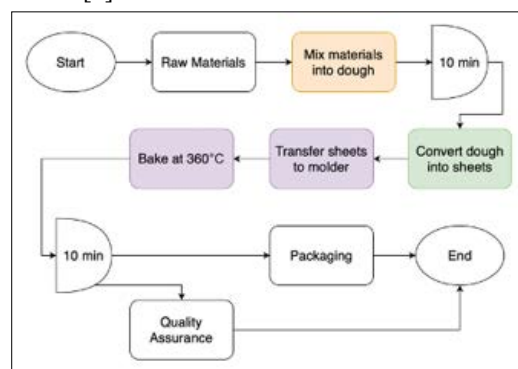 Start
Raw Materials
Mix materials
into dough
10 min
Convert dough
into sheets
Transfer sheets
to molder
Bake at 360°C
10 min
Packaging
End
Quality
Assurance